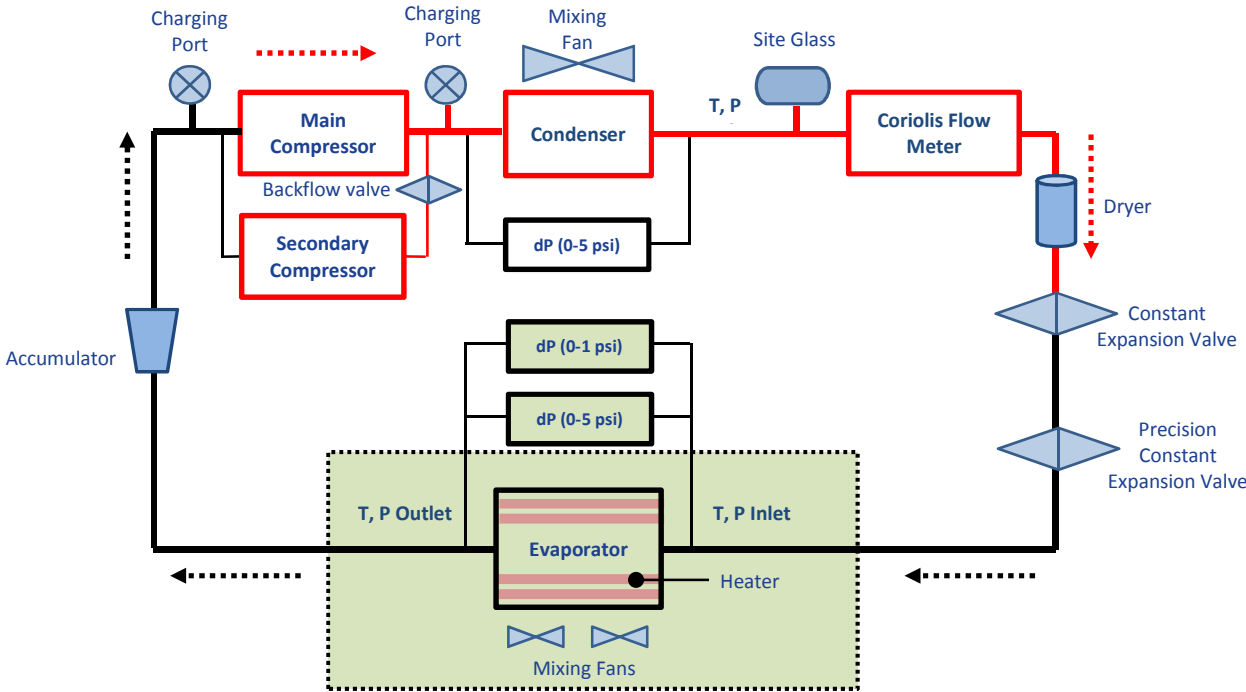 Charging
Port
Charging
Port
Mixing
Fan
Site Glass
T, P
Main
Compressor
Condenser
Coriolis Flow
Meter
Backflow valve
Dryer
Secondary
Compressor
dP (0-5 psi)
Constant
Expansion Valve
Accumulator
dP (0-1 psi)
dP (0-5 psi)
Precision
Constant
Expansion Valve
T, P Outlet
T, P Inlet
Evaporator
Heater
Mixing Fans